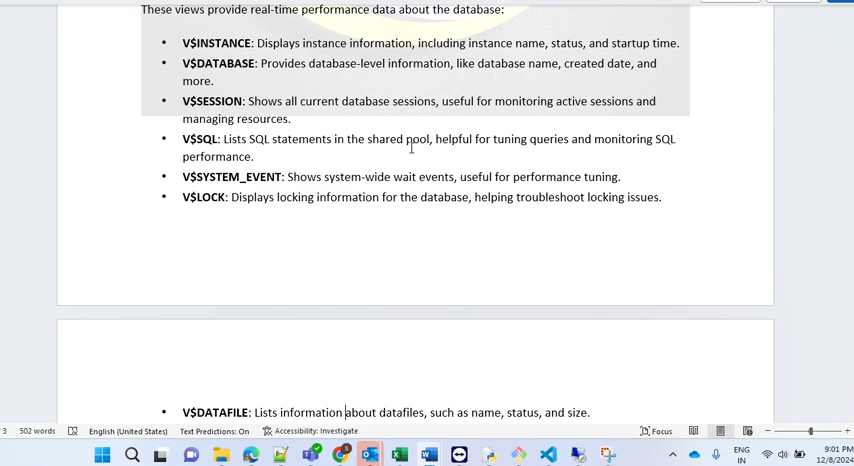 These views provide real-time performance data about the database:
• V$INSTANCE: Displays instance information, including instance name, status, and startup time.
• V$DATABASE: Provides database-level information, like database name, created date, and
more.
• V$SESSION: Shows all current database sessions, useful for monitoring active sessions and
managing resources.
• V$SQL: Lists SQL statements in the shared pool, helpful for tuning queries and monitoring SQL
performance.
• V$SYSTEM_EVENT: Shows system-wide wait events, useful for performance tuning.
• V$LOCK: Displays locking information for the database, helping troubleshoot locking issues.
• V$DATAFILE: Lists information about datafiles, such as name, status, and size.
3 502 words English (United States) Text Predictions: On Accessibility: Investigate Focus
ENG
IN
9:01 PM
12/8/2024